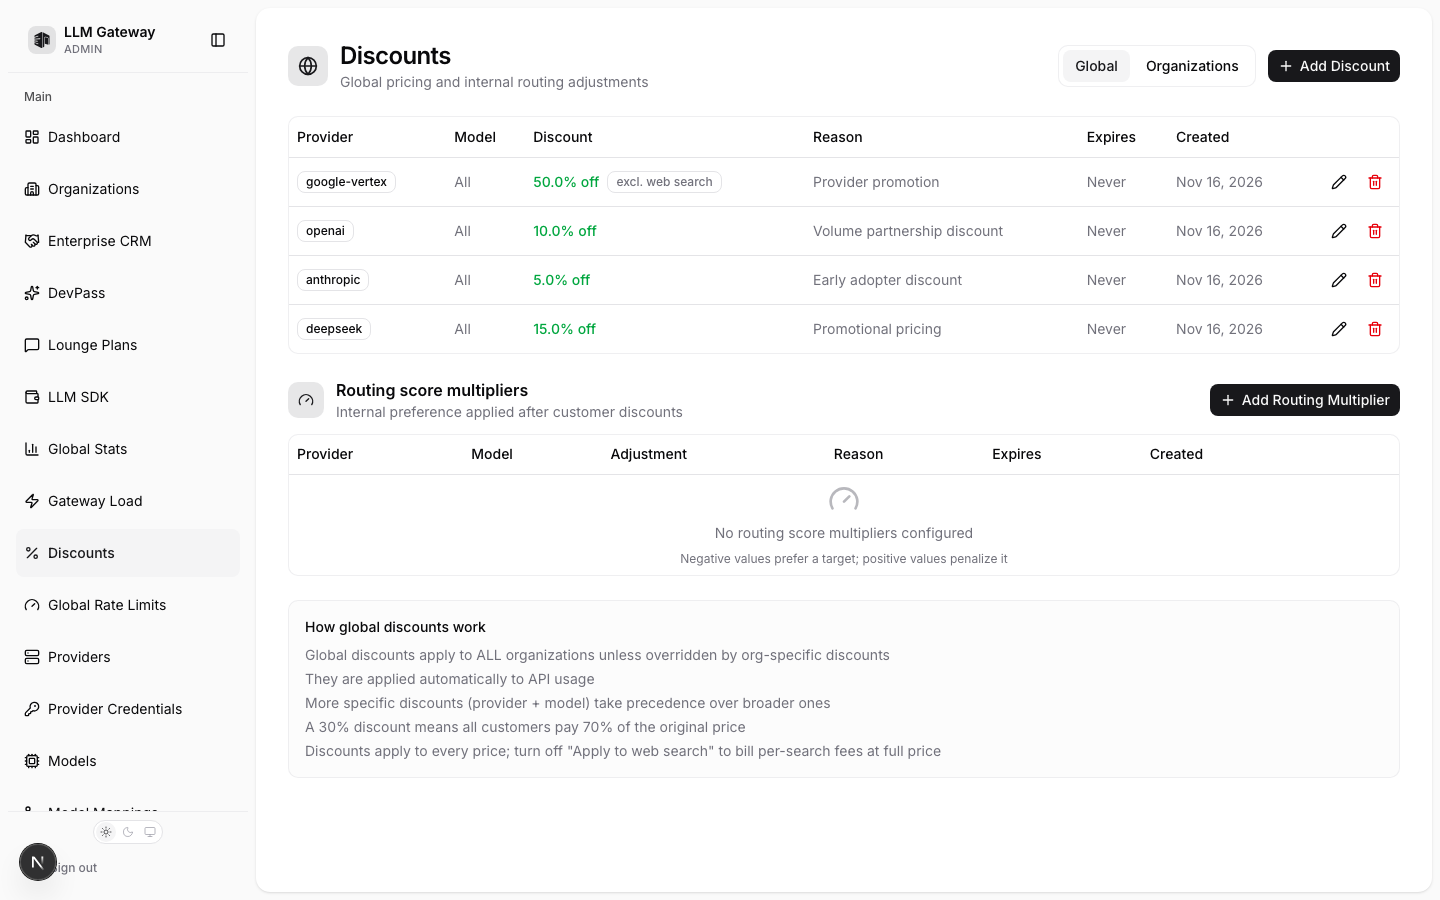 LLM Gateway
ADMIN
Main
Dashboard
Organizations
Enterprise CRM
DevPass
Lounge Plans
LLM SDK
Global Stats
Gateway Load
Discounts
Global Rate Limits
Providers
Provider Credentials
Models
N
ign out
Discounts
Global pricing and internal routing adjustments
Global Organizations Add Discount
Provider Model Discount Reason Expires Created
google-vertex All 50.0% off excl. web search Provider promotion Never Nov 16, 2026
openai All 10.0% off Volume partnership discount Never Nov 16, 2026
anthropic All 5.0% off Early adopter discount Never Nov 16, 2026
deepseek All 15.0% off Promotional pricing Never Nov 16, 2026
Routing score multipliers
Internal preference applied after customer discounts
Add Routing Multiplier
Provider Model Adjustment Reason Expires Created
No routing score multipliers configured
Negative values prefer a target; positive values penalize it
How global discounts work
Global discounts apply to ALL organizations unless overridden by org-specific discounts
They are applied automatically to API usage
More specific discounts (provider + model) take precedence over broader ones
A 30% discount means all customers pay 70% of the original price
Discounts apply to every price; turn off "Apply to web search" to bill per-search fees at full price